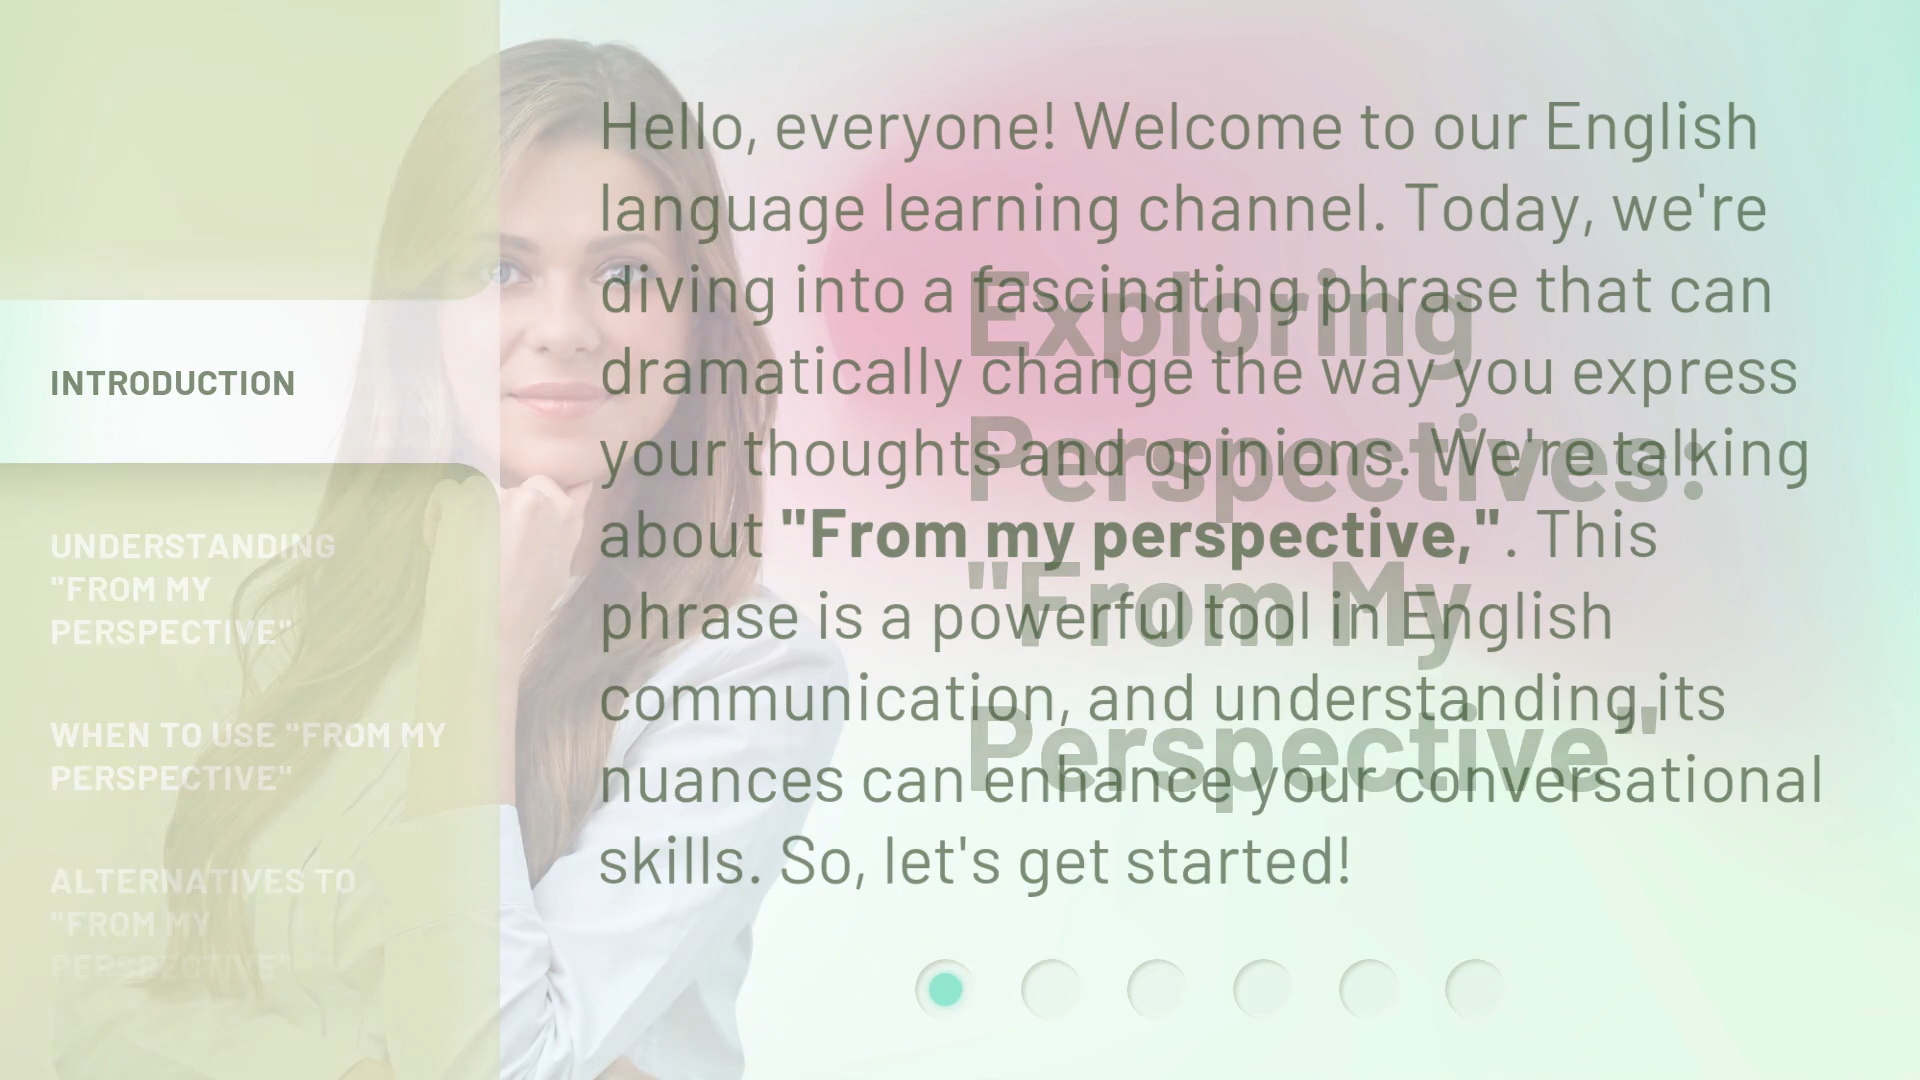 INTRODUCTION
UNDERSTANDING
"FROM MY
PERSPECTIVE"
WHEN TO USE "FROM MY
PERSPECTIVE"
ALTERNATIVES TO
"FROM MY
PERSPECTIVE"
Hello, everyone! Welcome to our English
language learning channel. Today, we're
diving into a fascinating phrase that can
dramatically change the way you express
your thoughts and opinions. We're talking
about "From my perspective,". This
phrase is a powerful tool in English
communication, and understanding its
nuances can enhance your conversational
skills. So, let's get started!
Exploring
Perspectives:
"From My
Perspective"